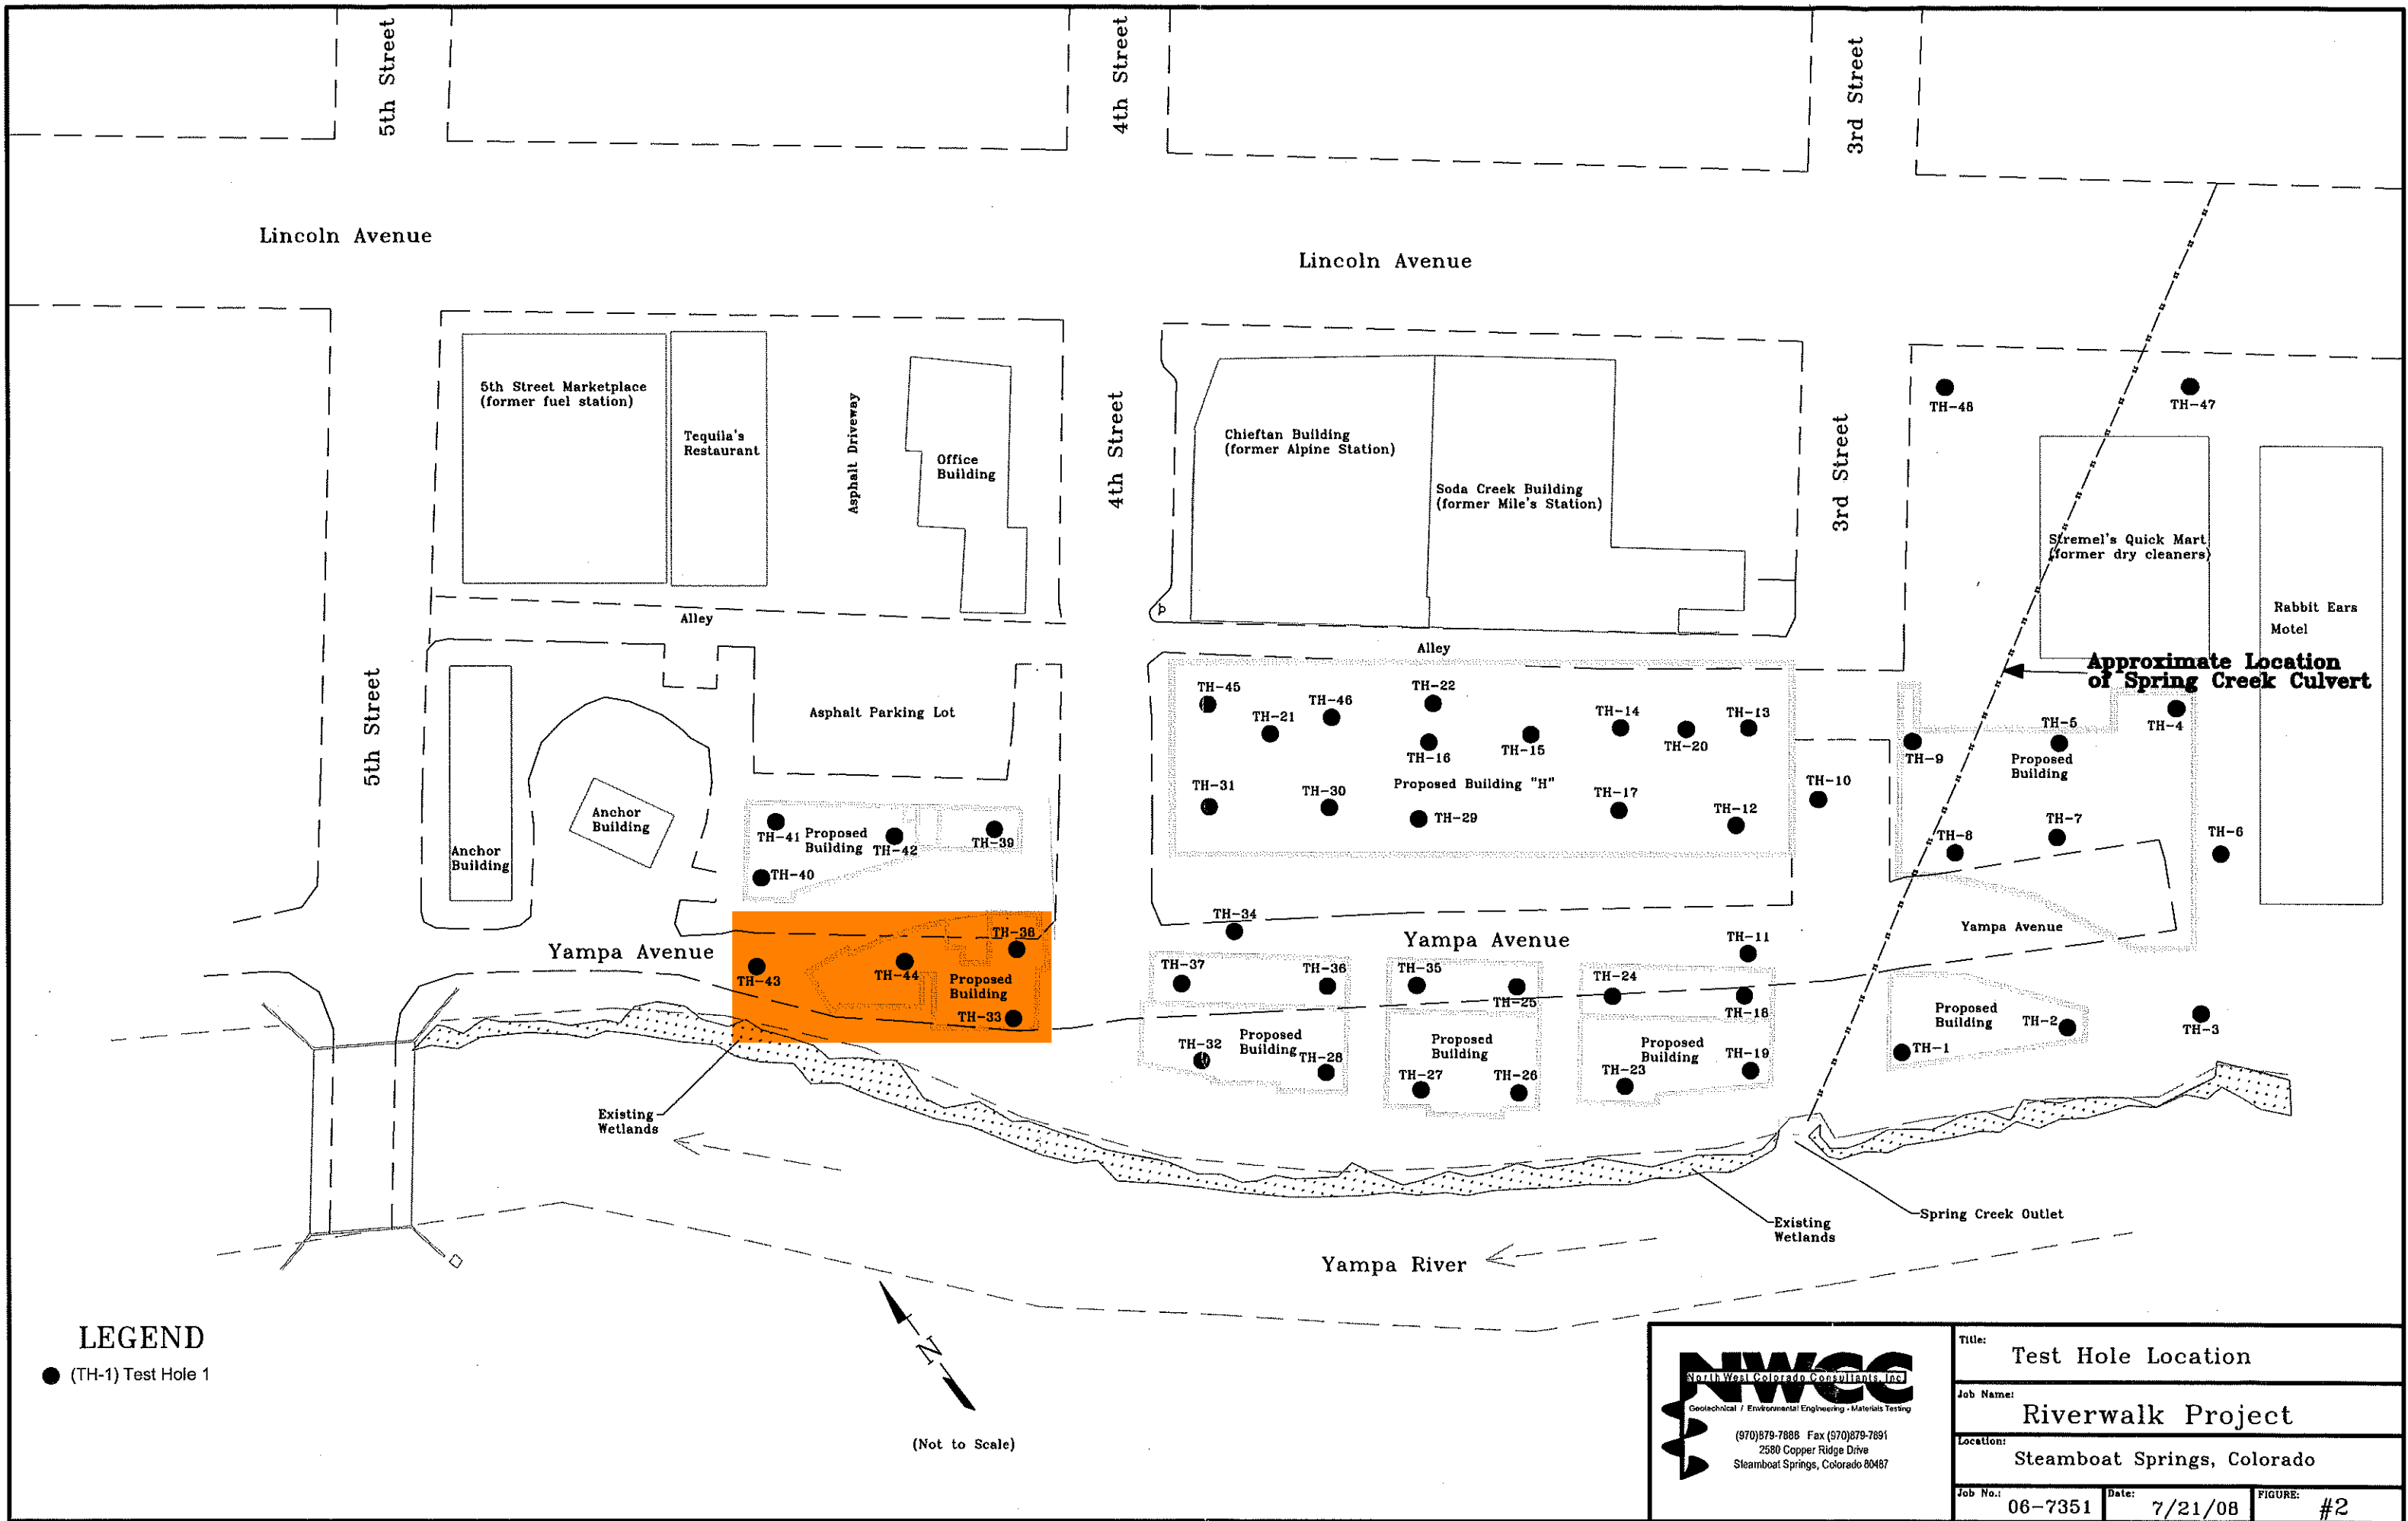 5th Street
4th Street
3rd Street
Lincoln Avenue
Lincoln Avenue
5th Street Marketplace
(former fuel station)
Tequila's
Restaurant
Asphalt Driveway
Office
Building
4th Street
Chieftan Building
(former Alpine Station)
Soda Creek Building
(former Mile's Station)
3rd Street
TH-48
TH-47
Stremel's Quick Mart
(former dry cleaners)
Rabbit Ears
Motel
Alley
Alley
Approximate Location
of Spring Creek Culvert
5th Street
Asphalt Parking Lot
TH-45
TH-21
TH-46
TH-22
TH-16
TH-15
TH-14
TH-20
TH-13
TH-9
TH-5
TH-4
Proposed
Building
TH-31
TH-30
Proposed Building "H"
TH-29
TH-17
TH-12
TH-10
TH-8
TH-7
TH-6
Anchor
Building
Anchor
Building
TH-41
Proposed
Building
TH-42
TH-39
TH-40
Yampa Avenue
TH-43
TH-44
TH-38
Proposed
Building
TH-33
TH-34
Yampa Avenue
TH-11
Yampa Avenue
TH-37
TH-36
TH-35
TH-25
TH-24
TH-18
Proposed
Building
TH-2
TH-1
TH-3
TH-32
Proposed
Building
TH-28
Proposed
Building
TH-27
TH-26
Proposed
Building
TH-23
TH-19
Existing
Wetlands
Existing
Wetlands
Spring Creek Outlet
Yampa River
N
(Not to Scale)
LEGEND
(TH-1) Test Hole 1
NWCC
North West Colorado Consultants, Inc.
Geotechnical / Environmental Engineering - Materials Testing
(970)879-7888 Fax (970)879-7891
2580 Copper Ridge Drive
Steamboat Springs, Colorado 80487
Title:
Test Hole Location
Job Name:
Riverwalk Project
Location:
Steamboat Springs, Colorado
Job No.:
06-7351
Date:
7/21/08
FIGURE:
#2